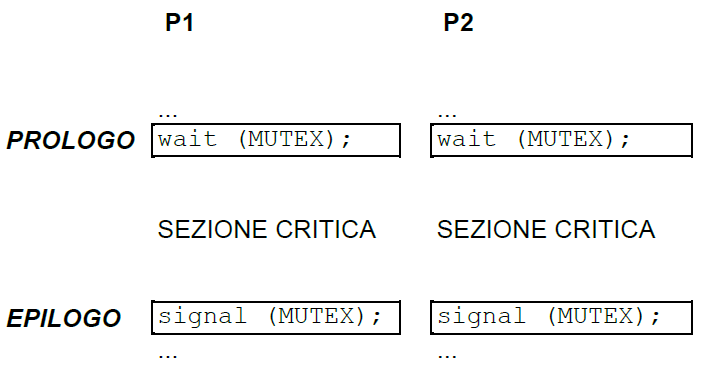 P1 P2
... ...
PROLOGO wait (MUTEX); wait (MUTEX);
SEZIONE CRITICA SEZIONE CRITICA
EPILOGO signal (MUTEX); signal (MUTEX);
... ...